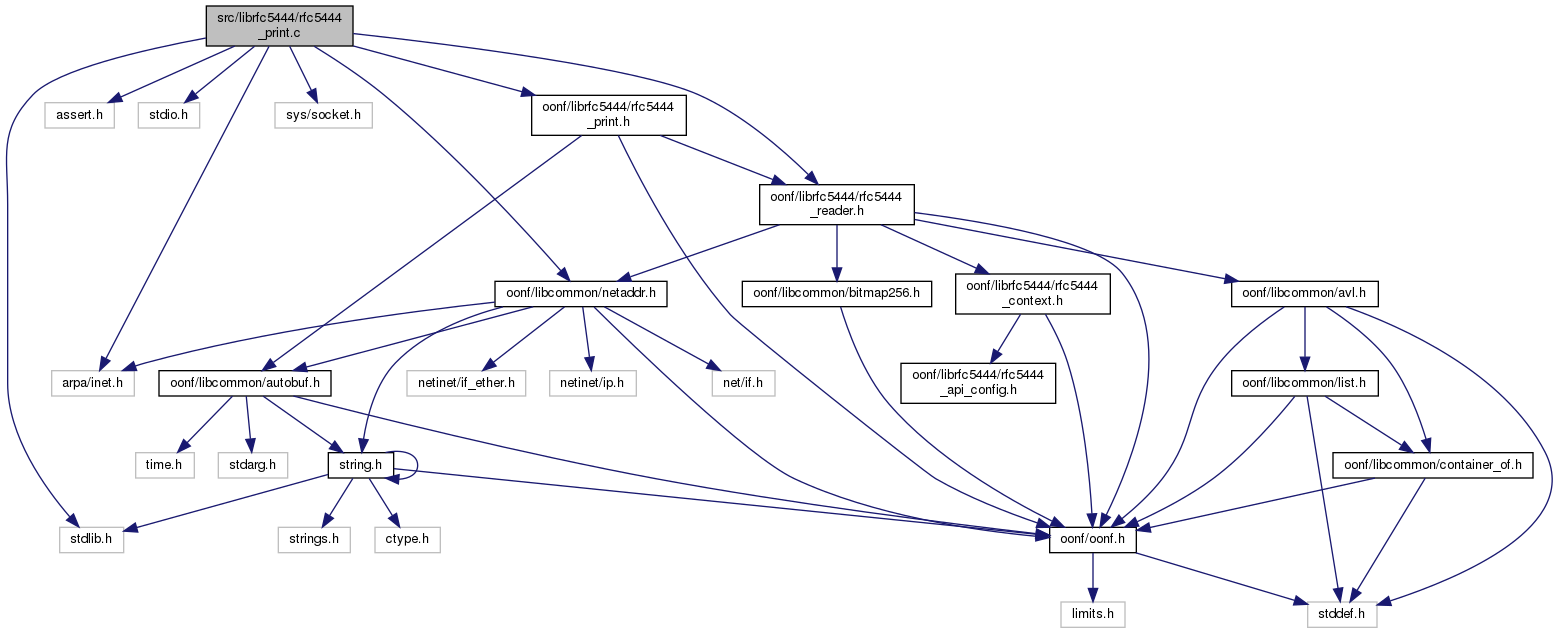 src/librfc5444/rfc5444
_print.c
assert.h
stdio.h
sys/socket.h
oonf/librfc5444/rfc5444
_print.h
oonf/librfc5444/rfc5444
_reader.h
oonf/libcommon/netaddr.h
oonf/libcommon/bitmap256.h
oonf/librfc5444/rfc5444
_context.h
oonf/libcommon/avl.h
arpa/inet.h
oonf/libcommon/autobuf.h
netinet/if_ether.h
netinet/ip.h
net/if.h
oonf/librfc5444/rfc5444
_api_config.h
oonf/libcommon/list.h
time.h
stdarg.h
string.h
oonf/libcommon/container_of.h
stdlib.h
strings.h
ctype.h
oonf/oonf.h
limits.h
stddef.h